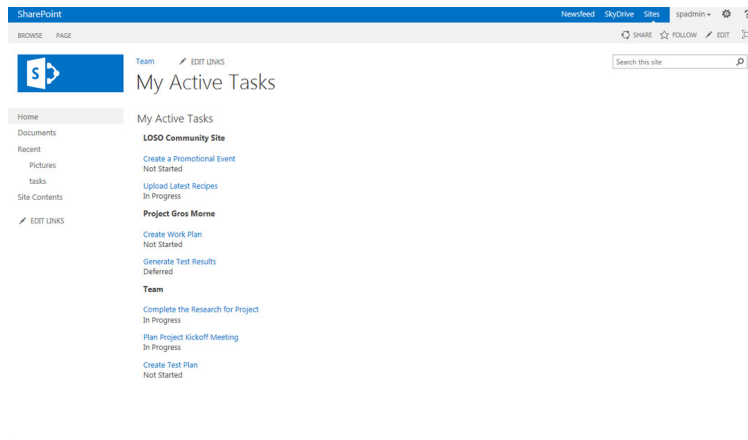 SharePoint
Newsfeed SkyDrive Sites spadmin ?
BROWSE PAGE
SHARE FOLLOW EDIT
S
Team EDIT LINKS
Search this site
My Active Tasks
Home
Documents
Recent
Pictures
tasks
Site Contents
EDIT LINKS
My Active Tasks
LOSO Community Site
Create a Promotional Event
Not Started
Upload Latest Recipes
In Progress
Project Gros Morne
Create Work Plan
Not Started
Generate Test Results
Deferred
Team
Complete the Research for Project
In Progress
Plan Project Kickoff Meeting
In Progress
Create Test Plan
Not Started